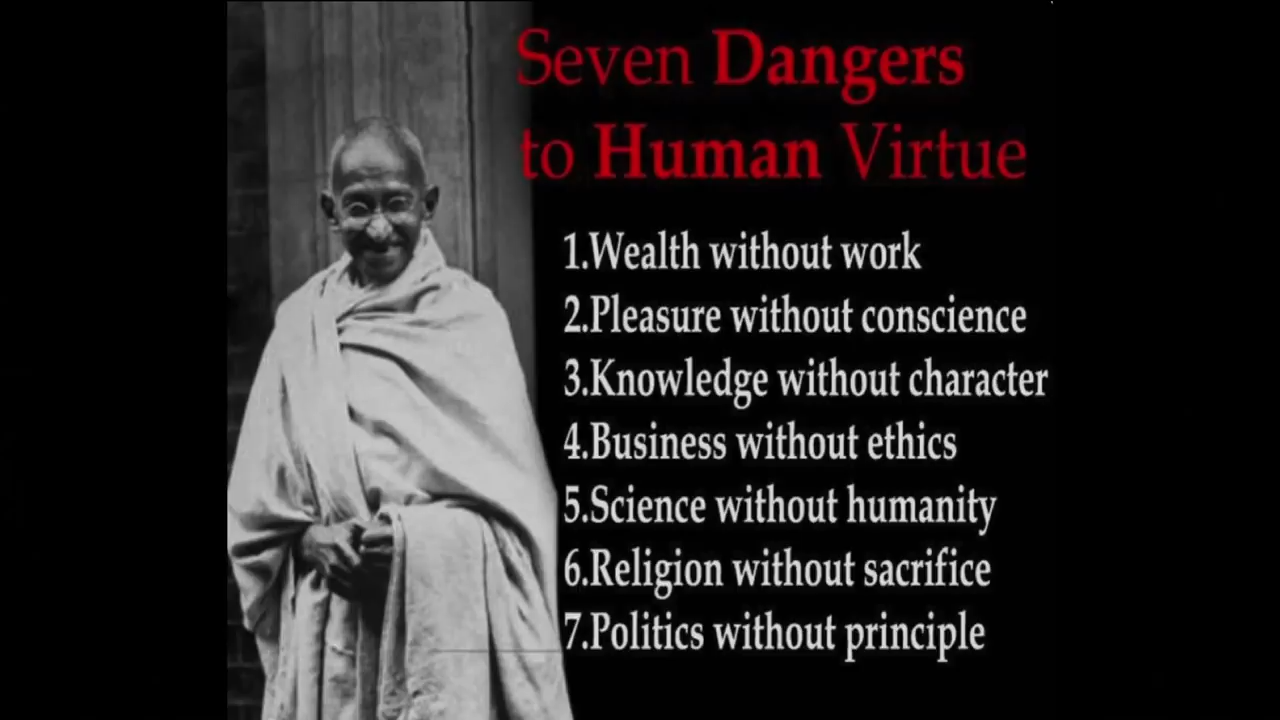 Seven Dangers
to Human Virtue
1.Wealth without work
2.Pleasure without conscience
3.Knowledge without character
4.Business without ethics
5.Science without humanity
6.Religion without sacrifice
7.Politics without principle